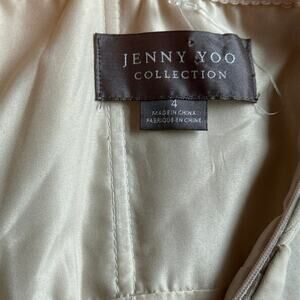 JENNY YOO
COLLECTION
4
MADE IN CHINA
FABRIQUÉ EN CHINE